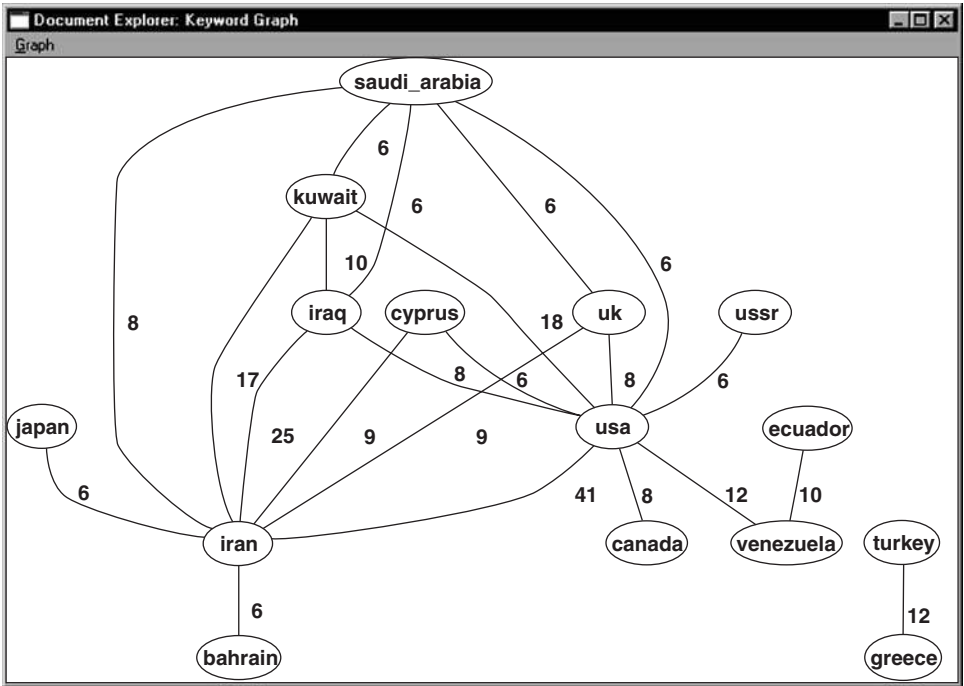 Document Explorer: Keyword Graph
Graph
saudi_arabia
6
kuwait
6
6
10
6
iraq
cyprus
uk
ussr
8
18
17
8
6
8
6
japan
25
9
9
usa
ecuador
6
41
8
12
10
iran
canada
venezuela
turkey
6
12
bahrain
greece